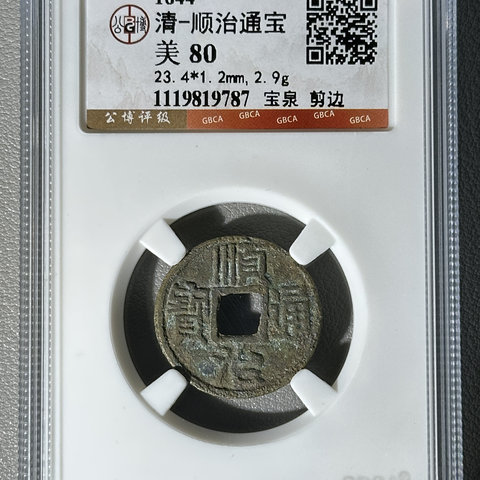 1644
清-顺治通宝
美 80
23.4*1.2mm, 2.9g
1119819787 宝泉 剪边
公博评级 GBCA GBCA GBCA GBCA GBCA
順治通寶